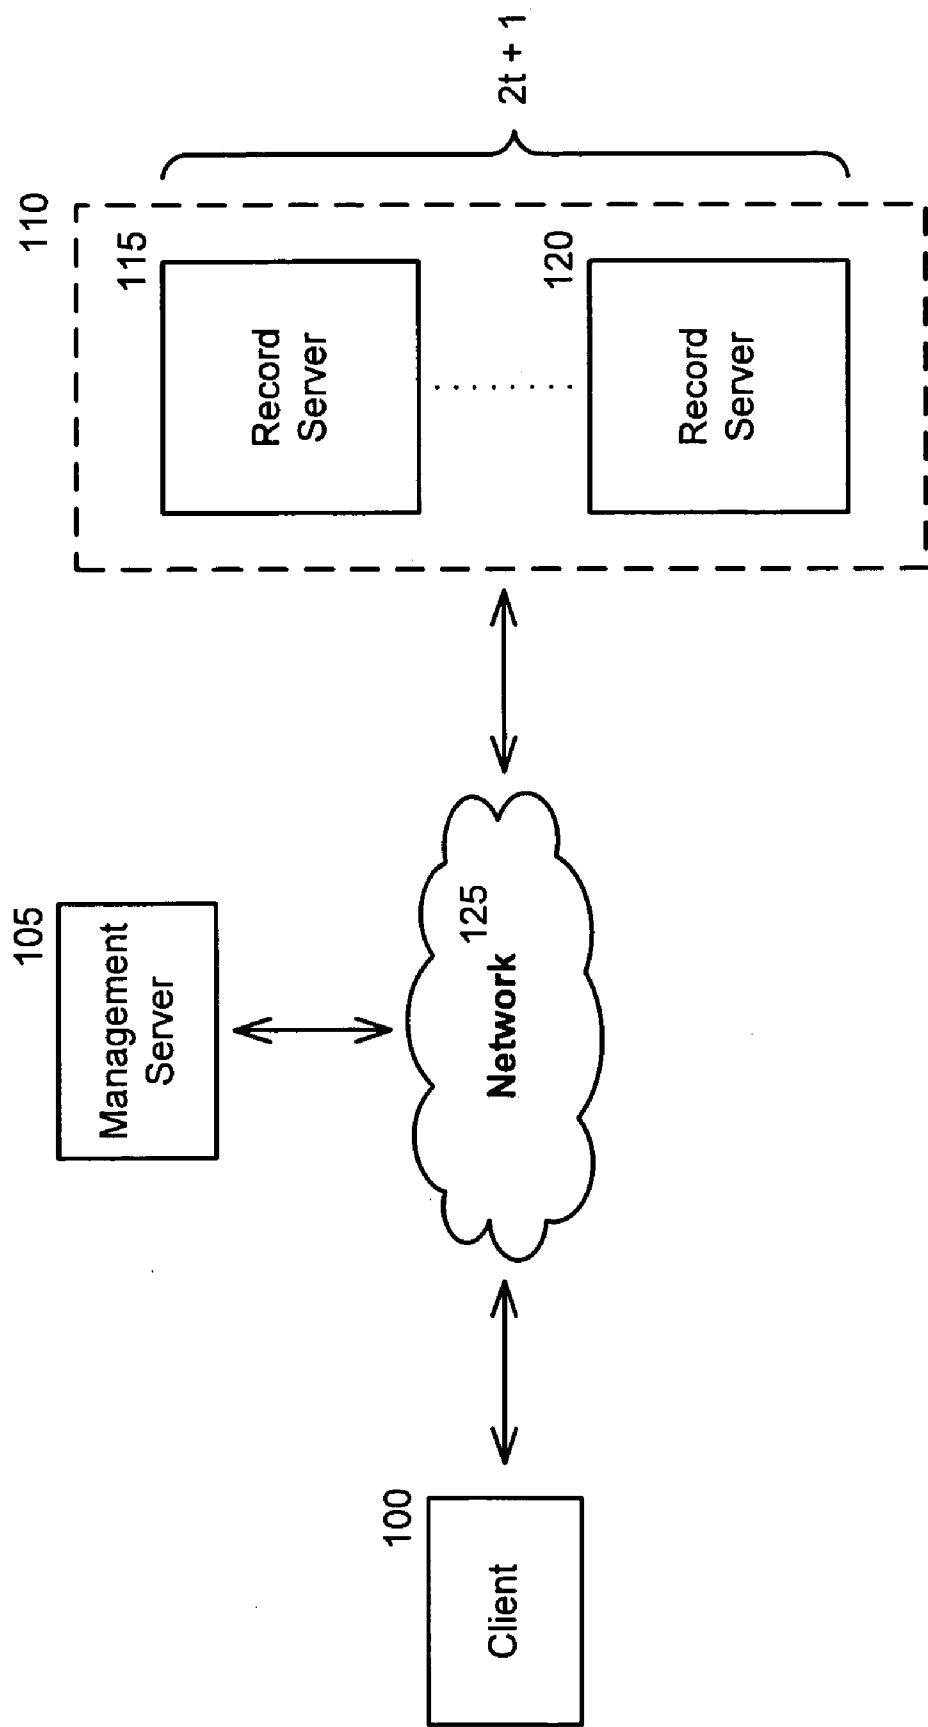 110
115
Record
Server
120
Record
Server
2t + 1
105
Management
Server
125
Network
100
Client